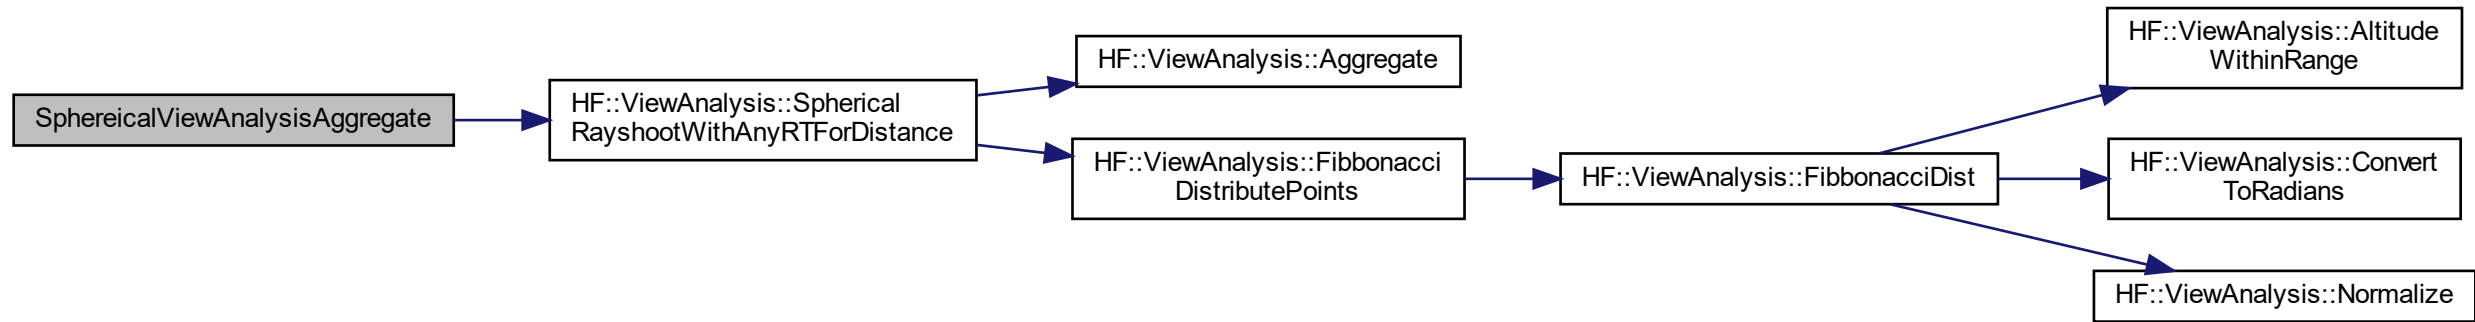 SphereicalViewAnalysisAggregate
HF::ViewAnalysis::Spherical
RayshootWithAnyRTForDistance
HF::ViewAnalysis::Aggregate
HF::ViewAnalysis::Fibbonacci
DistributePoints
HF::ViewAnalysis::FibbonacciDist
HF::ViewAnalysis::Altitude
WithinRange
HF::ViewAnalysis::Convert
ToRadians
HF::ViewAnalysis::Normalize